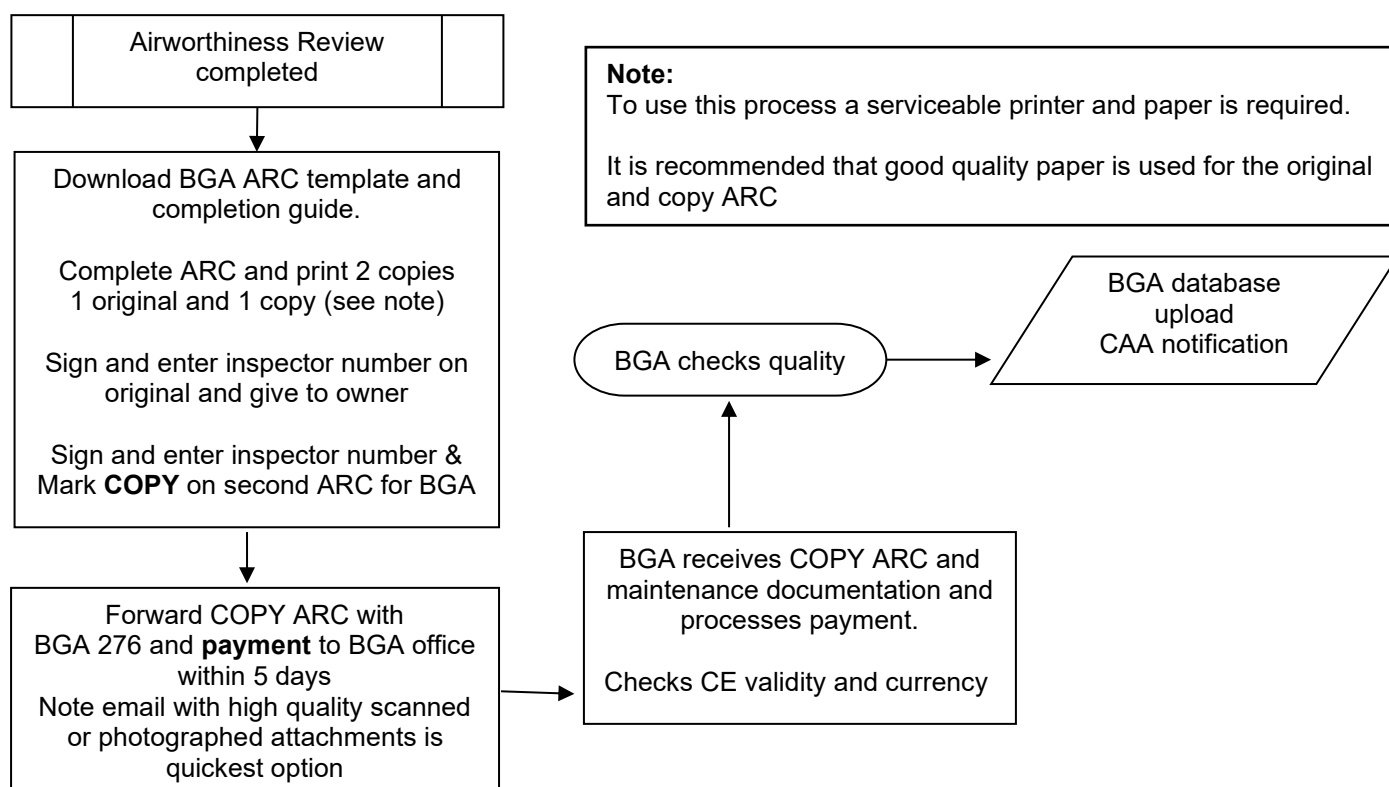 Airworthiness Review
completed
Note:
To use this process a serviceable printer and paper is required.
It is recommended that good quality paper is used for the original
and copy ARC
Download BGA ARC template and
completion guide.
Complete ARC and print 2 copies
1 original and 1 copy (see note)
Sign and enter inspector number on
original and give to owner
Sign and enter inspector number &
Mark COPY on second ARC for BGA
Forward COPY ARC with
BGA 276 and payment to BGA office
within 5 days
Note email with high quality scanned
or photographed attachments is
quickest option
BGA receives COPY ARC and
maintenance documentation and
processes payment.
Checks CE validity and currency
BGA checks quality
BGA database
upload
CAA notification